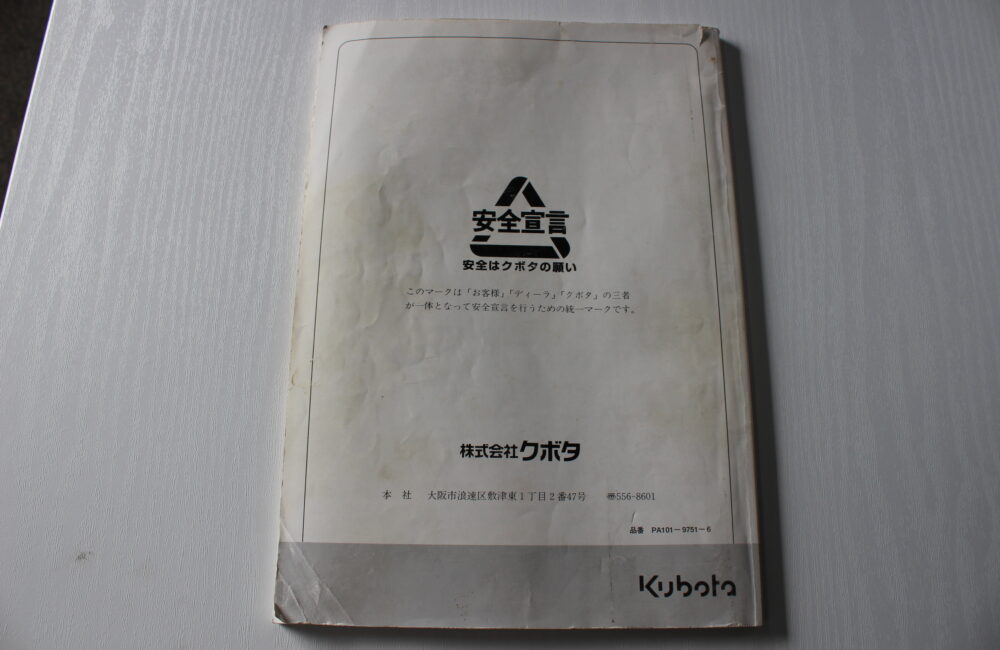 安全宣言
安全はクボタの願い
このマークは「お客様」「ディーラ」「クボタ」の三者
が一体となって安全宣言を行うための統一マークです。
株式会社クボタ
本　社　大阪市浪速区敷津東1丁目2番47号　〠556-8601
品番　PA101－9751－6
Kubota